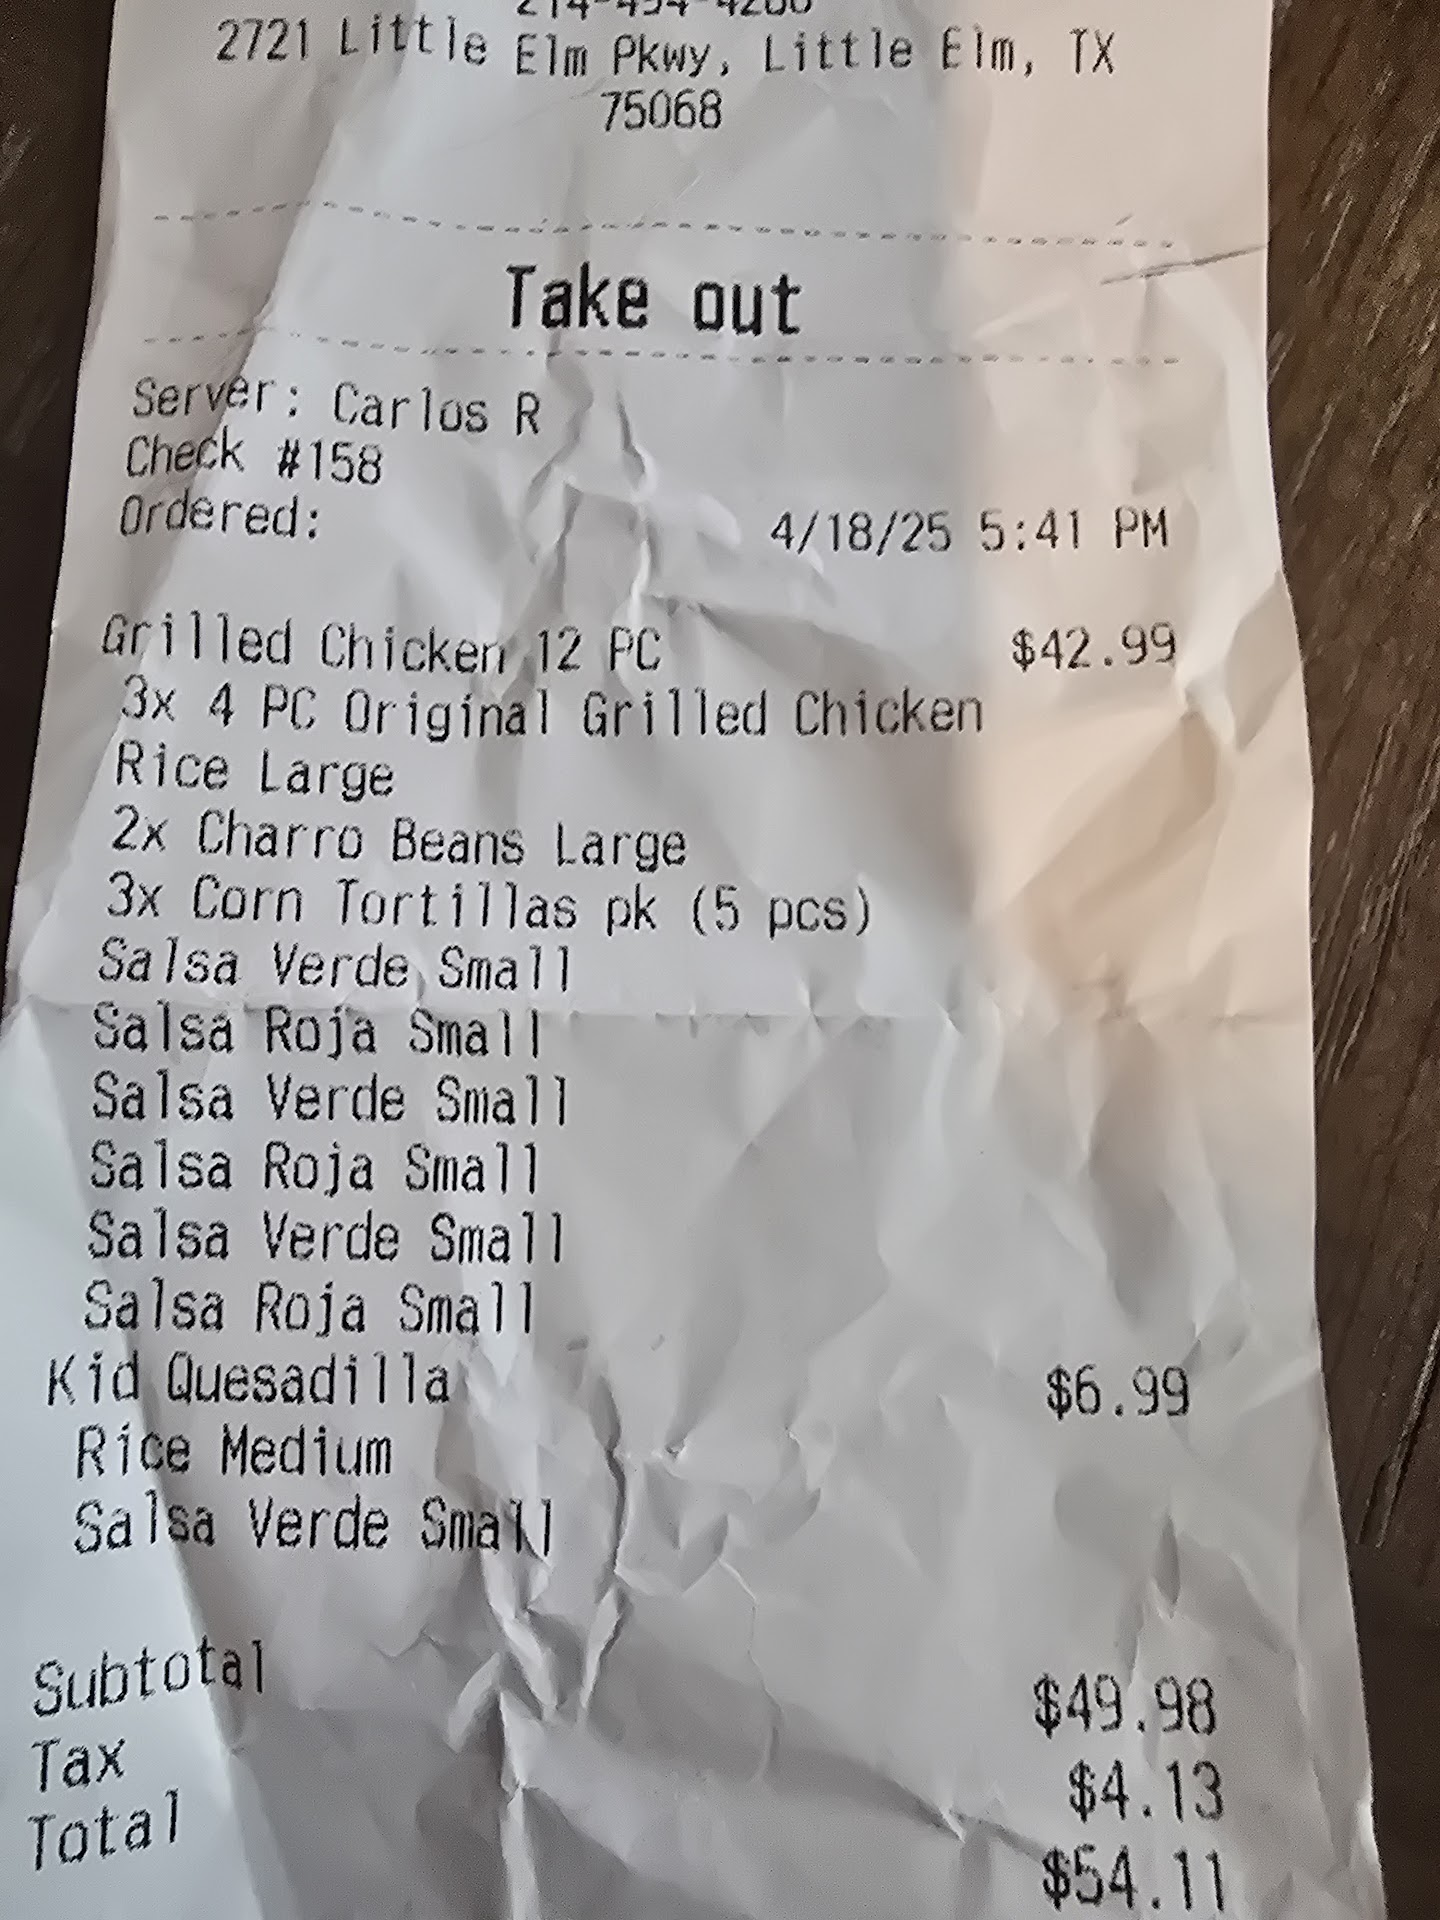 2721 Little Elm Pkwy, Little Elm, TX
75068
Take out
Server: Carlos R
Check #158
Ordered: 4/18/25 5:41 PM
Grilled Chicken 12 PC $42.99
3x 4 PC Original Grilled Chicken
Rice Large
2x Charro Beans Large
3x Corn Tortillas pk (5 pcs)
Salsa Verde Small
Salsa Roja Small
Salsa Verde Small
Salsa Roja Small
Salsa Verde Small
Salsa Roja Small
Kid Quesadilla $6.99
Rice Medium
Salsa Verde Small
Subtotal $49.98
Tax $4.13
Total $54.11